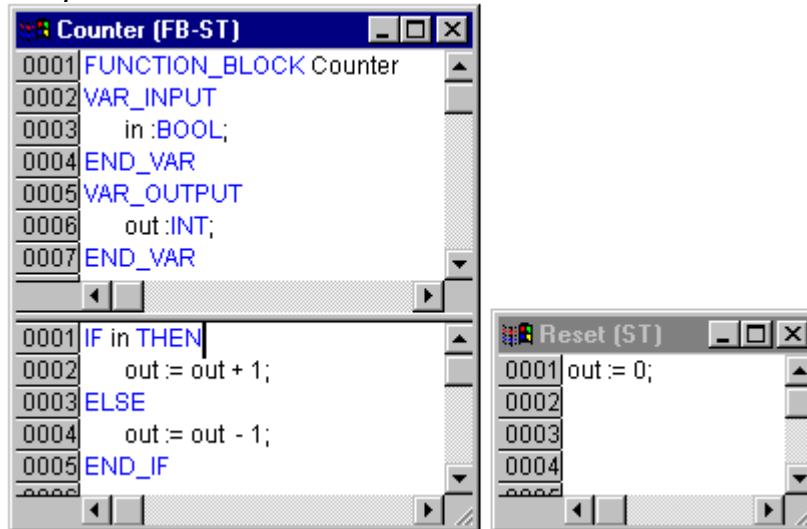 Counter (FB-ST)
0001 FUNCTION_BLOCK Counter
0002 VAR_INPUT
0003 in :BOOL;
0004 END_VAR
0005 VAR_OUTPUT
0006 out :INT;
0007 END_VAR
0001 IF in THEN
0002 out := out + 1;
0003 ELSE
0004 out := out - 1;
0005 END_IF
Reset (ST)
0001 out := 0;
0002
0003
0004